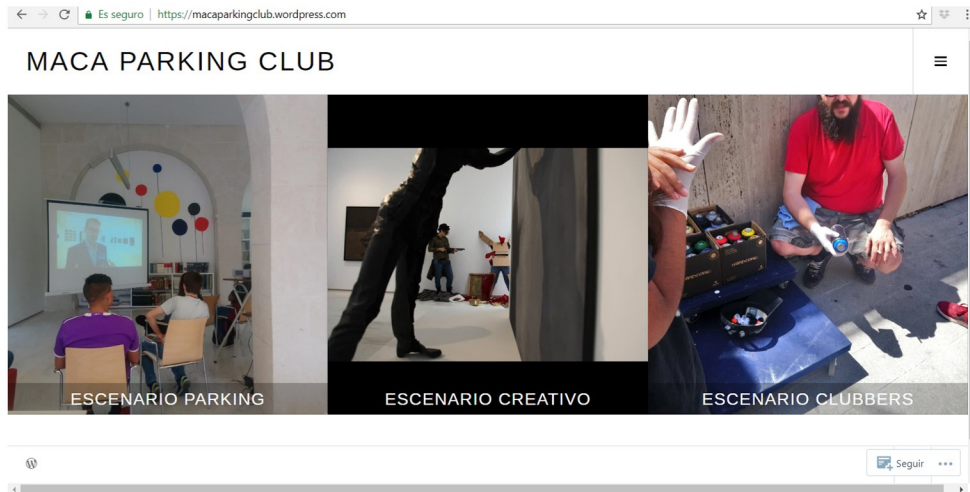 Es seguro | https://macaparkingclub.wordpress.com
MACA PARKING CLUB
ESCENARIO PARKING
ESCENARIO CREATIVO
ESCENARIO CLUBBERS
Seguir